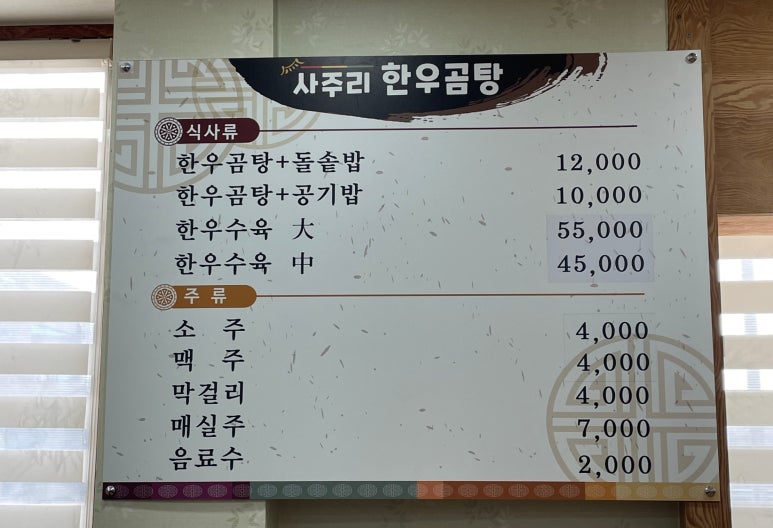 사주리 한우곰탕
식사류
한우곰탕+돌솥밥 12,000
한우곰탕+공기밥 10,000
한우수육 大 55,000
한우수육 中 45,000
주 류
소 주 4,000
맥 주 4,000
막걸리 4,000
매실주 7,000
음료수 2,000